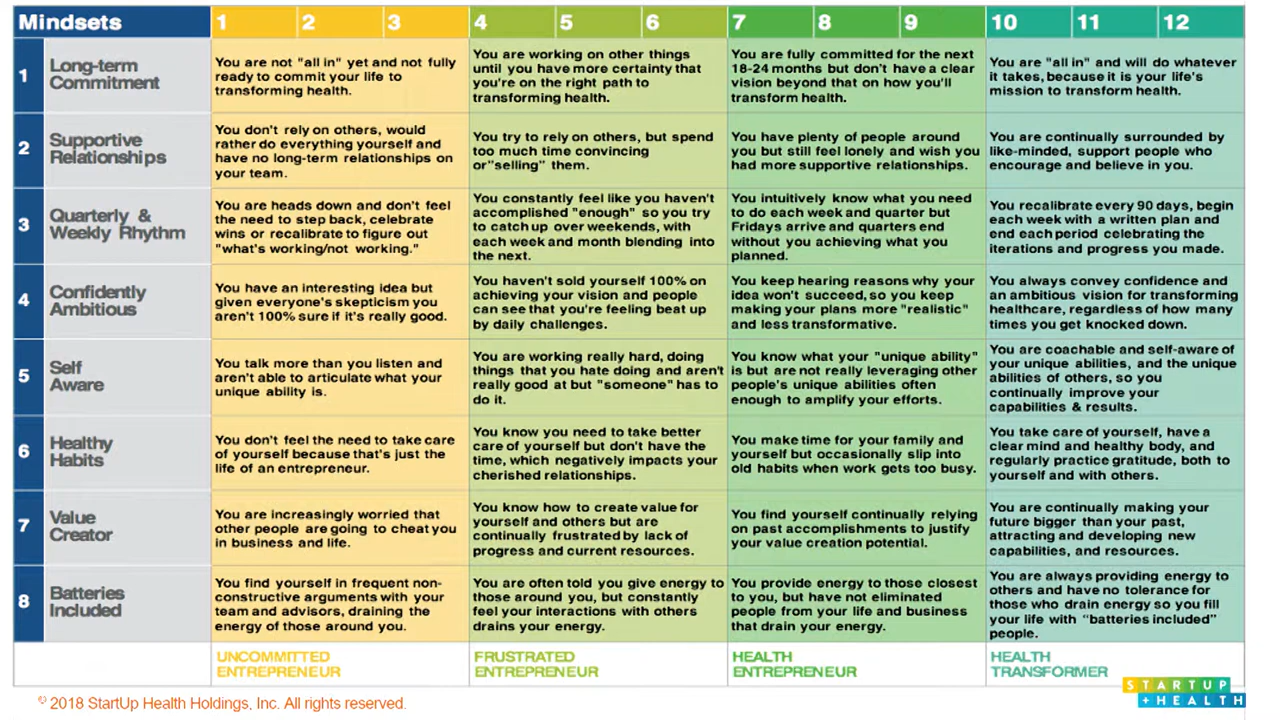 Mindsets 1 2 3 4 5 6 7 8 9 10 11 12
1
Long-term
Commitment
You are not "all in" yet and not fully
ready to commit your life to
transforming health.
You are working on other things
until you have more certainty that
you're on the right path to
transforming health.
You are fully committed for the next
18-24 months but don't have a clear
vision beyond that on how you'll
transform health.
You are "all in" and will do whatever
it takes, because it is your life's
mission to transform health.
2
Supportive
Relationships
You don't rely on others, would
rather do everything yourself and
have no long-term relationships on
your team.
You try to rely on others, but spend
too much time convincing
or"selling" them.
You have plenty of people around
you but still feel lonely and wish you
had more supportive relationships.
You are continually surrounded by
like-minded, support people who
encourage and believe in you.
3
Quarterly &
Weekly Rhythm
You are heads down and don't feel
the need to step back, celebrate
wins or recalibrate to figure out
"what's working/not working."
You constantly feel like you haven't
accomplished "enough" so you try
to catch up over weekends, with
each week and month blending into
the next.
You intuitively know what you need
to do each week and quarter but
Fridays arrive and quarters end
without you achieving what you
planned.
You recalibrate every 90 days, begin
each week with a written plan and
end each period celebrating the
iterations and progress you made.
4
Confidently
Ambitious
You have an interesting idea but
given everyone's skepticism you
aren't 100% sure if it's really good.
You haven't sold yourself 100% on
achieving your vision and people
can see that you're feeling beat up
by daily challenges.
You keep hearing reasons why your
idea won't succeed, so you keep
making your plans more "realistic"
and less transformative.
You always convey confidence and
an ambitious vision for transforming
healthcare, regardless of how many
times you get knocked down.
5
Self
Aware
You talk more than you listen and
aren't able to articulate what your
unique ability is.
You are working really hard, doing
things that you hate doing and aren't
really good at but "someone" has to
do it.
You know what your "unique ability"
is but are not really leveraging other
people's unique abilities often
enough to amplify your efforts.
You are coachable and self-aware of
your unique abilities, and the unique
abilities of others, so you
continually improve your
capabilities & results.
6
Healthy
Habits
You don't feel the need to take care
of yourself because that's just the
life of an entrepreneur.
You know you need to take better
care of yourself but don't have the
time, which negatively impacts your
cherished relationships.
You make time for your family and
yourself but occasionally slip into
old habits when work gets too busy.
You take care of yourself, have a
clear mind and healthy body, and
regularly practice gratitude, both to
yourself and with others.
7
Value
Creator
You are increasingly worried that
other people are going to cheat you
in business and life.
You know how to create value for
yourself and others but are
continually frustrated by lack of
progress and current resources.
You find yourself continually relying
on past accomplishments to justify
your value creation potential.
You are continually making your
future bigger than your past,
attracting and developing new
capabilities, and resources.
8
Batteries
Included
You find yourself in frequent non-
constructive arguments with your
team and advisors, draining the
energy of those around you.
You are often told you give energy to
those around you, but constantly
feel your interactions with others
drains your energy.
You provide energy to those closest
to you, but have not eliminated
people from your life and business
that drain your energy.
You are always providing energy to
others and have no tolerance for
those who drain energy so you fill
your life with "batteries included"
people.
UNCOMMITTED
ENTREPRENEUR
FRUSTRATED
ENTREPRENEUR
HEALTH
ENTREPRENEUR
HEALTH
TRANSFORMER
© 2018 StartUp Health Holdings, Inc. All rights reserved.
STARTUP
+HEALTH